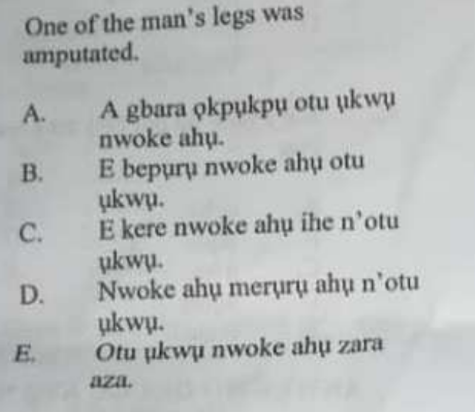 One of the man's legs was
amputated.
A. A gbara ọkpụkpụ otu ụkwụ
nwoke ahụ.
B. E bepụrụ nwoke ahụ otu
ụkwụ.
C. E kere nwoke ahụ ihe n'otu
ụkwụ.
D. Nwoke ahụ merụrụ ahụ n'otu
ụkwụ.
E. Otu ụkwụ nwoke ahụ zara
aza.